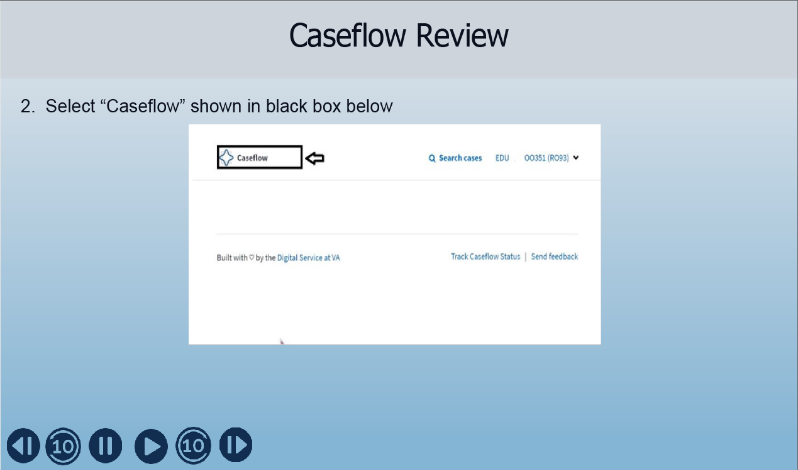 Caseflow Review
2. Select “Caseflow” shown in black box below
Caseflow
Search cases EDU OO351 (RO93)
Built with ♡ by the Digital Service at VA
Track Caseflow Status | Send feedback
10 10